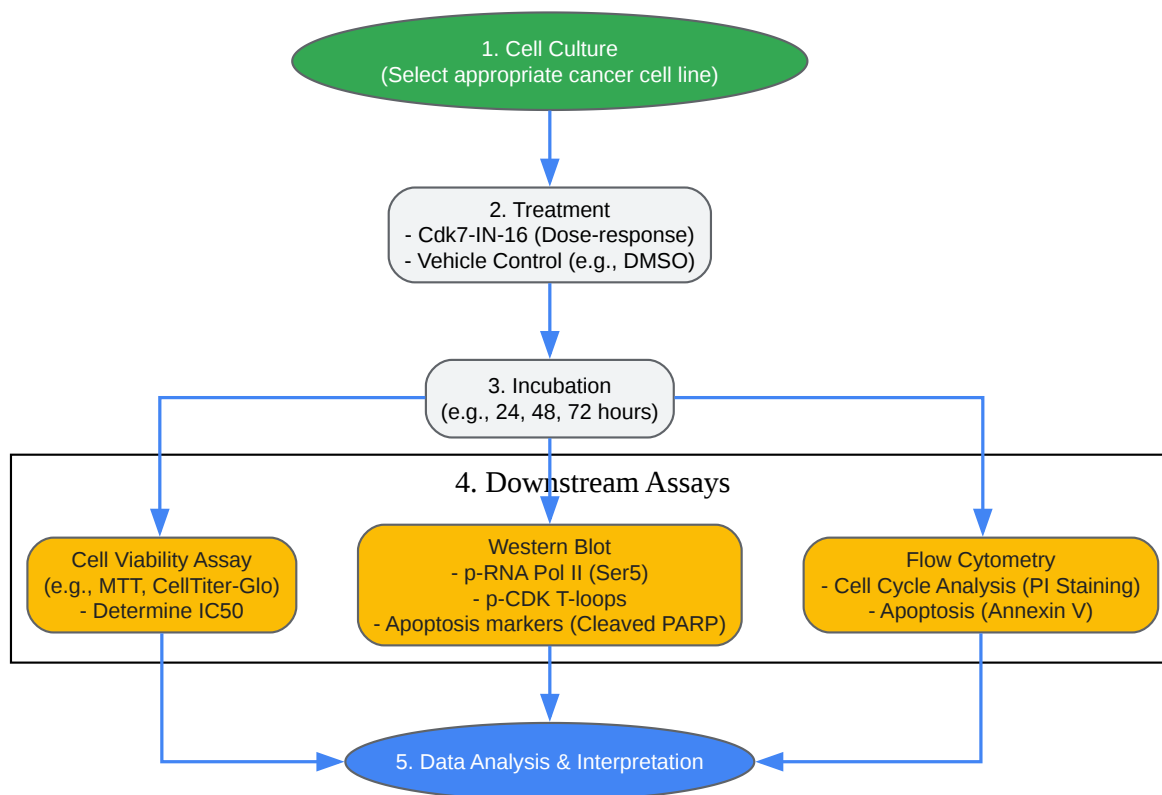 1. Cell Culture
(Select appropriate cancer cell line)
2. Treatment
- Cdk7-IN-16 (Dose-response)
- Vehicle Control (e.g., DMSO)
3. Incubation
(e.g., 24, 48, 72 hours)
4. Downstream Assays
Cell Viability Assay
(e.g., MTT, CellTiter-Glo)
- Determine IC50
Western Blot
- p-RNA Pol II (Ser5)
- p-CDK T-loops
- Apoptosis markers (Cleaved PARP)
Flow Cytometry
- Cell Cycle Analysis (PI Staining)
- Apoptosis (Annexin V)
5. Data Analysis & Interpretation